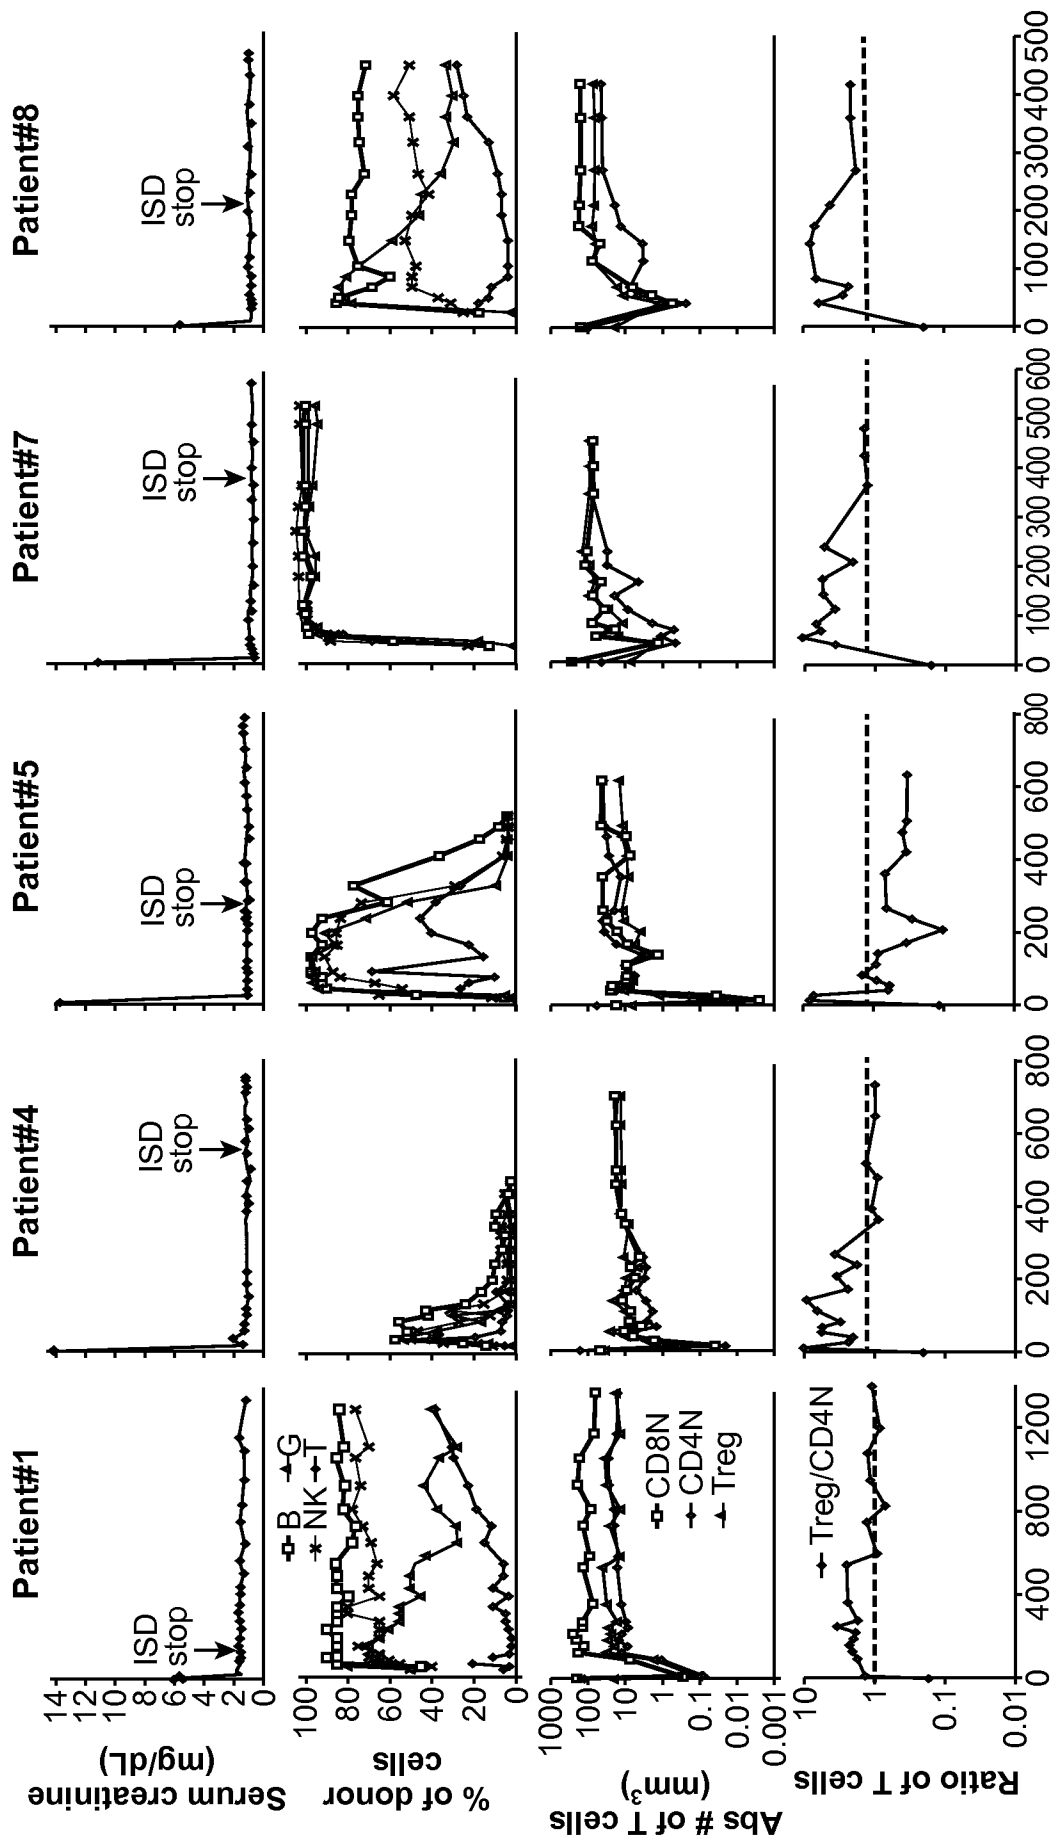 Patient#1
Patient#4
Patient#5
Patient#7
Patient#8
Serum creatinine
(mg/dL)
14
12
10
8
6
4
2
0
ISD
stop
ISD
stop
ISD
stop
ISD
stop
ISD
stop
% of donor
cells
100
80
60
40
20
0
B
G
NK
T
Abs # of T cells
(mm³)
1000
100
10
1
0.1
0.01
0.001
CD8N
CD4N
Treg
Ratio of T cells
10
1
0.1
0.01
Treg/CD4N
0 400 800 1200
0 200 400 600 800
0 200 400 600 800
0 100 200 300 400 500 600
0 100 200 300 400 500